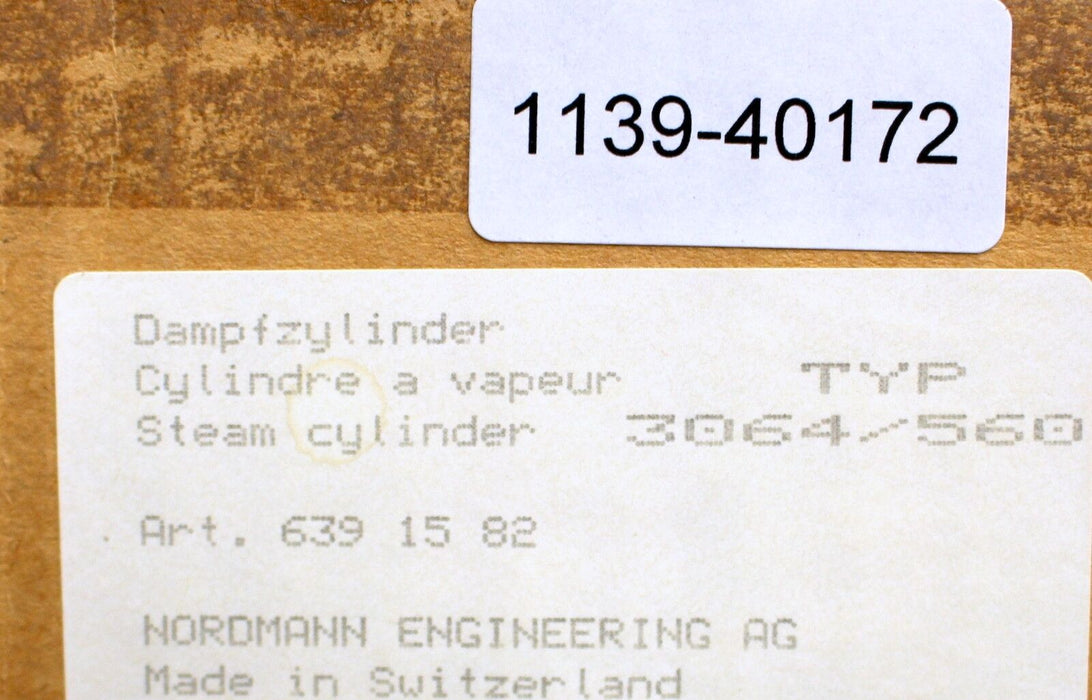 1139-40172
Dampfzylinder
Cylindre a vapeur TYP
Steam cylinder 3064/560
Art. 639 15 82
NORDMANN ENGINEERING AG
Made in Switzerland